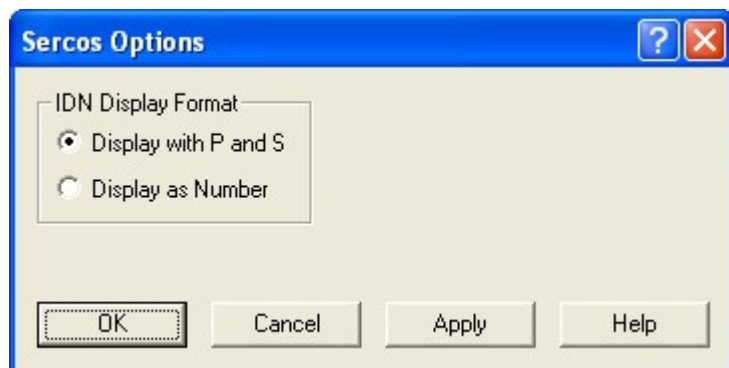 Sercos Options
IDN Display Format
Display with P and S
Display as Number
OK Cancel Apply Help